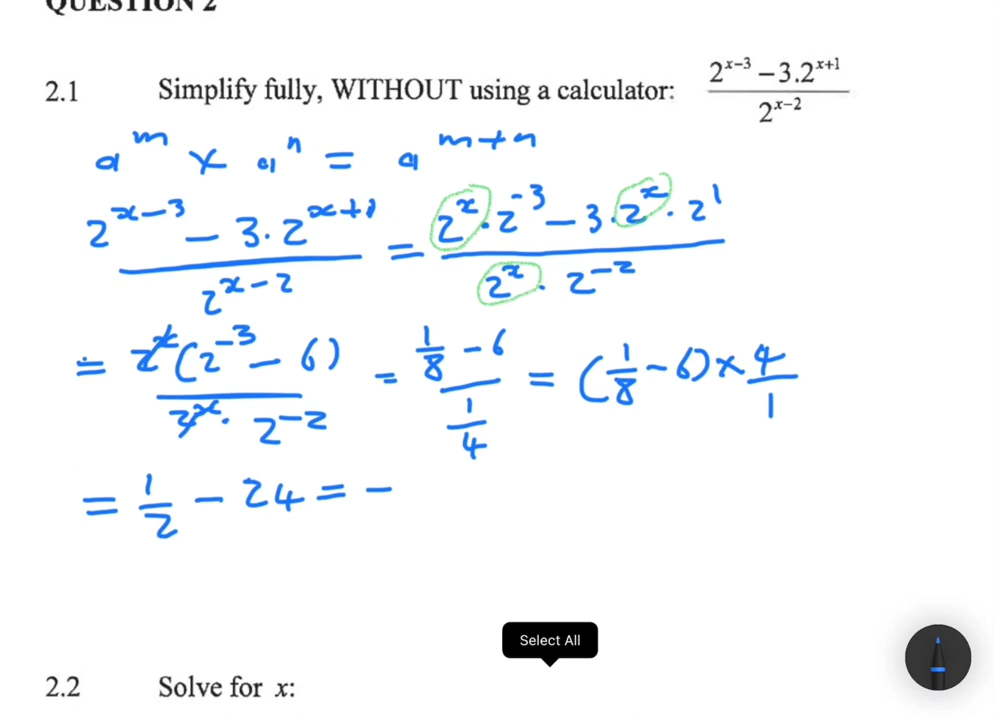 QUESTION 2
2.1 Simplify fully, WITHOUT using a calculator: (2^{x-3} - 3.2^{x+1})/(2^{x-2})
a^m × a^n = a^{m+n}
(2^{x-3} - 3·2^{x+1})/(2^{x-2}) = (2^x · 2^{-3} - 3·2^x · 2^1)/(2^x · 2^{-2})
= (2^x(2^{-3} - 6))/(2^x · 2^{-2}) = (1/8 - 6)/(1/4) = (1/8 - 6) × 4/1
= 1/2 - 24 = -
Select All
2.2 Solve for x: